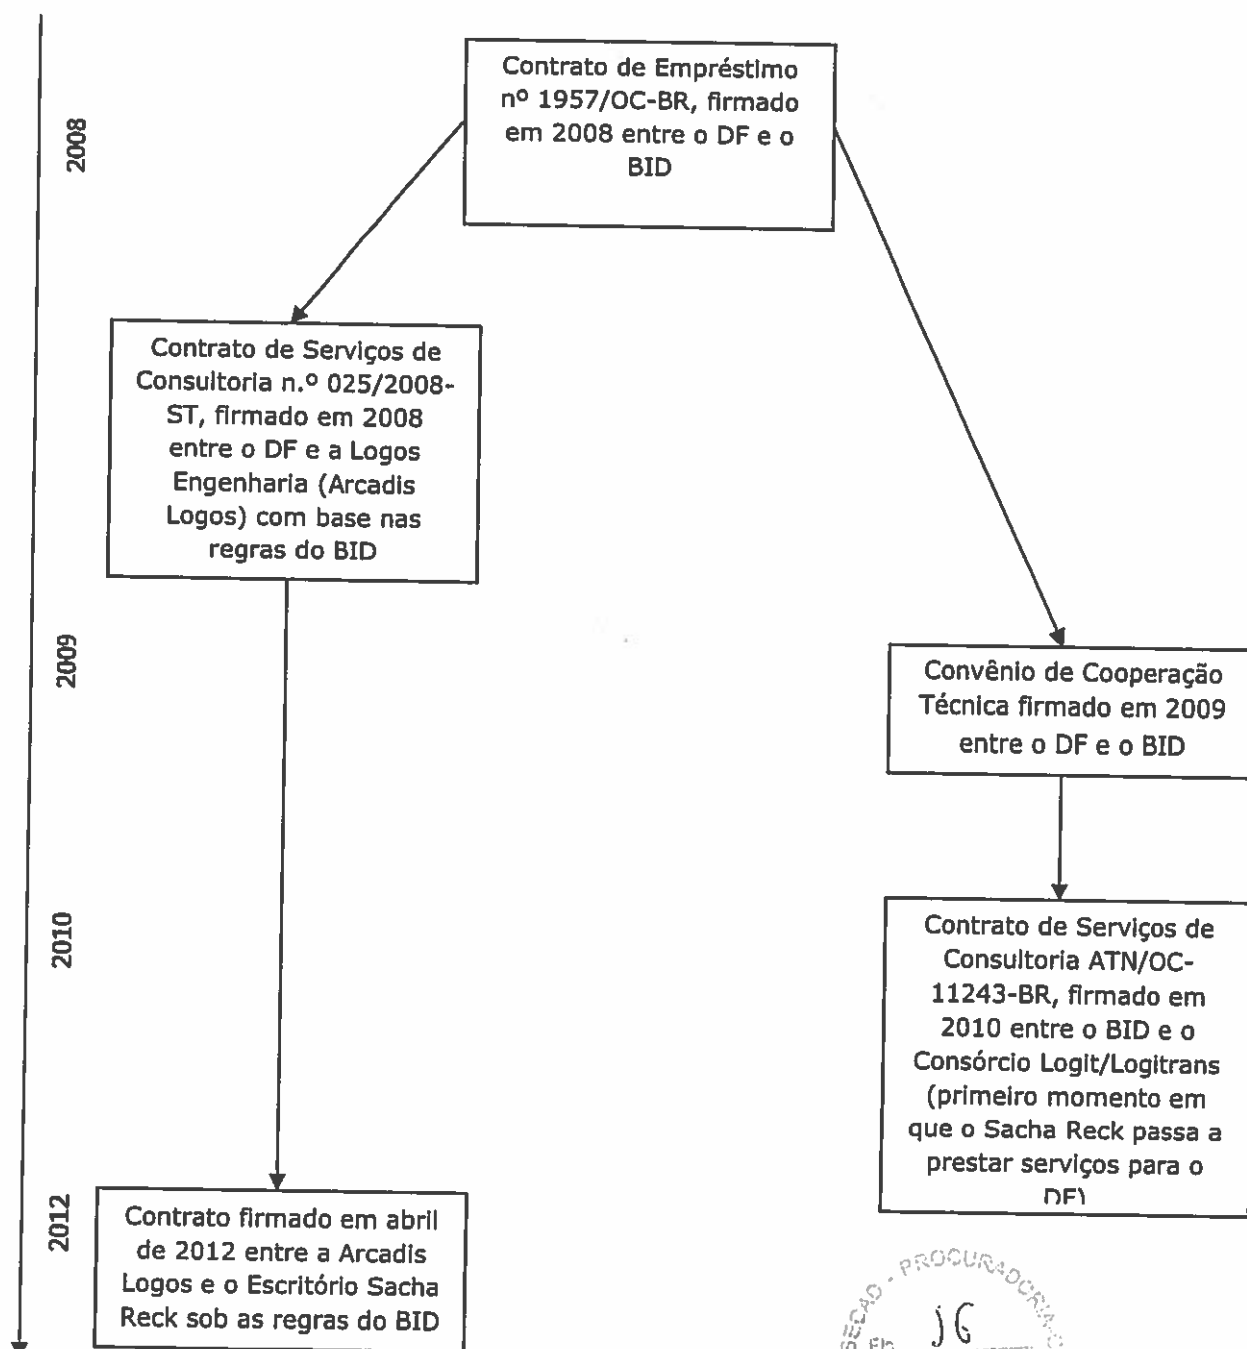 2008
Contrato de Empréstimo
nº 1957/OC-BR, firmado
em 2008 entre o DF e o
BID
Contrato de Serviços de
Consultoria n.º 025/2008-
ST, firmado em 2008
entre o DF e a Logos
Engenharia (Arcadis
Logos) com base nas
regras do BID
2009
Convênio de Cooperação
Técnica firmado em 2009
entre o DF e o BID
2010
Contrato de Serviços de
Consultoria ATN/OC-
11243-BR, firmado em
2010 entre o BID e o
Consórcio Logit/Logitrans
(primeiro momento em
que o Sacha Reck passa a
prestar serviços para o
DF)
2012
Contrato firmado em abril
de 2012 entre a Arcadis
Logos e o Escritório Sacha
Reck sob as regras do BID
SECAD - PROCURADORIA-G